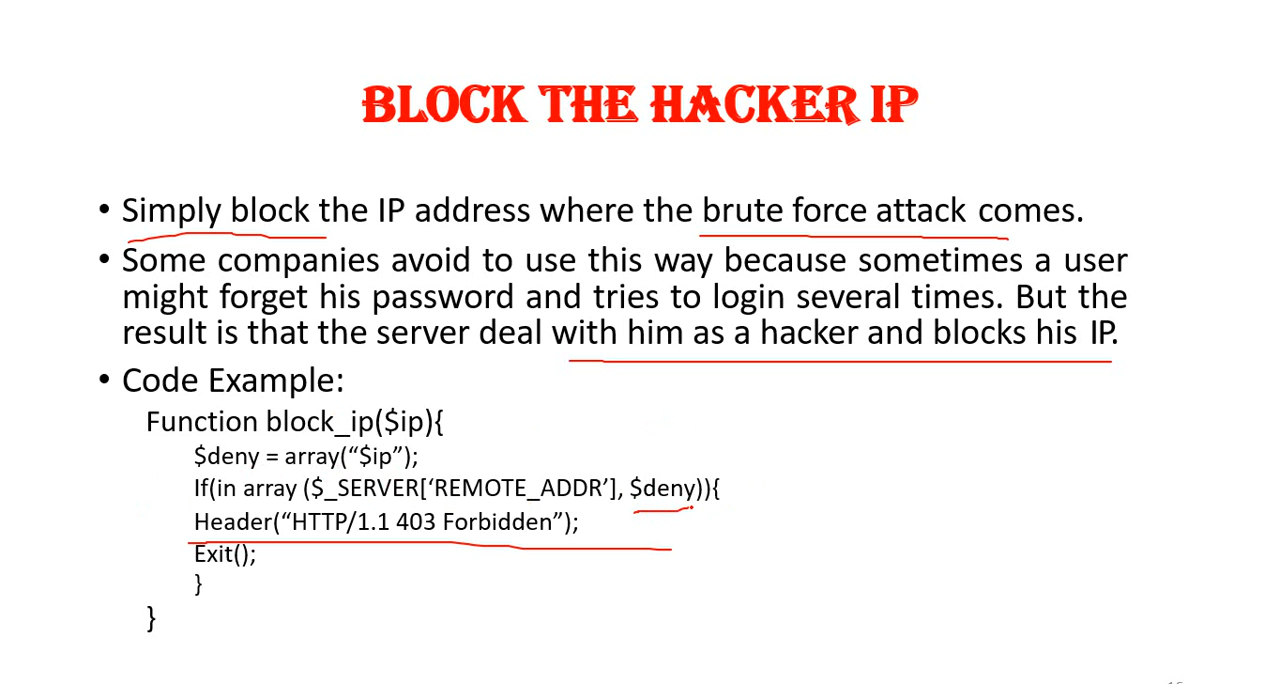 BLOCK THE HACKER IP
• Simply block the IP address where the brute force attack comes.
• Some companies avoid to use this way because sometimes a user
might forget his password and tries to login several times. But the
result is that the server deal with him as a hacker and blocks his IP.
• Code Example:
Function block_ip($ip){
$deny = array(“$ip”);
If(in array ($_SERVER[‘REMOTE_ADDR’], $deny)){
Header(“HTTP/1.1 403 Forbidden”);
Exit();
}
}